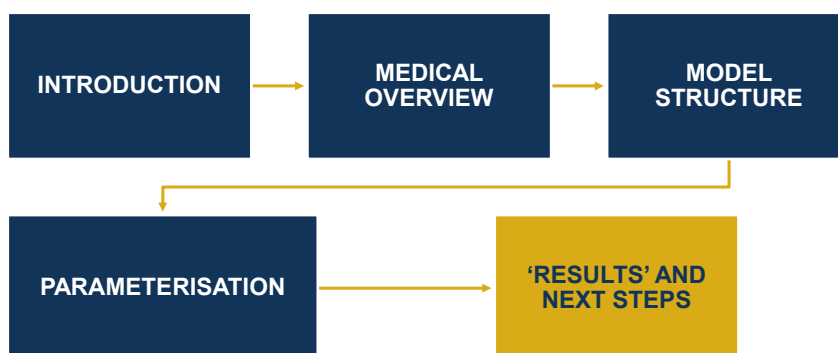 INTRODUCTION
MEDICAL
OVERVIEW
MODEL
STRUCTURE
PARAMETERISATION
‘RESULTS’ AND
NEXT STEPS